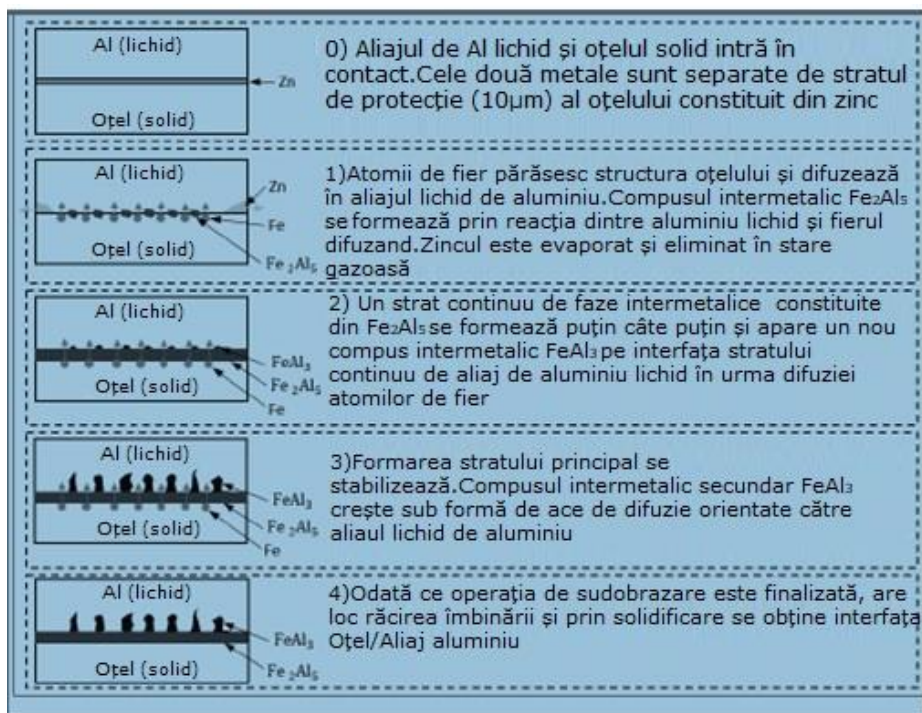 Al (lichid)
Zn
Oțel (solid)
0) Aliajul de Al lichid și oțelul solid intră în
contact.Cele două metale sunt separate de stratul
de protecție (10µm) al oțelului constituit din zinc
Al (lichid)
Zn
Fe
Oțel (solid)
Fe₂Al₅
1)Atomii de fier părăsesc structura oțelului și difuzează
în aliajul lichid de aluminiu.Compusul intermetalic Fe₂Al₅
se formează prin reacția dintre aluminiu lichid și fierul
difuzand.Zincul este evaporat și eliminat în stare
gazoasă
Al (lichid)
FeAl₃
Fe₂Al₅
Oțel (solid)
Fe
2) Un strat continuu de faze intermetalice constituite
din Fe₂Al₅ se formează puțin câte puțin și apare un nou
compus intermetalic FeAl₃ pe interfața stratului
continuu de aliaj de aluminiu lichid în urma difuziei
atomilor de fier
Al (lichid)
FeAl₃
Fe₂Al₅
Oțel (solid)
Fe
3)Formarea stratului principal se
stabilizează.Compusul intermetalic secundar FeAl₃
crește sub formă de ace de difuzie orientate către
aliaul lichid de aluminiu
Al (lichid)
FeAl₃
Oțel (solid)
Fe₂Al₅
4)Odată ce operația de sudobrazare este finalizată, are
loc răcirea îmbinării și prin solidificare se obține interfața
Oțel/Aliaj aluminiu